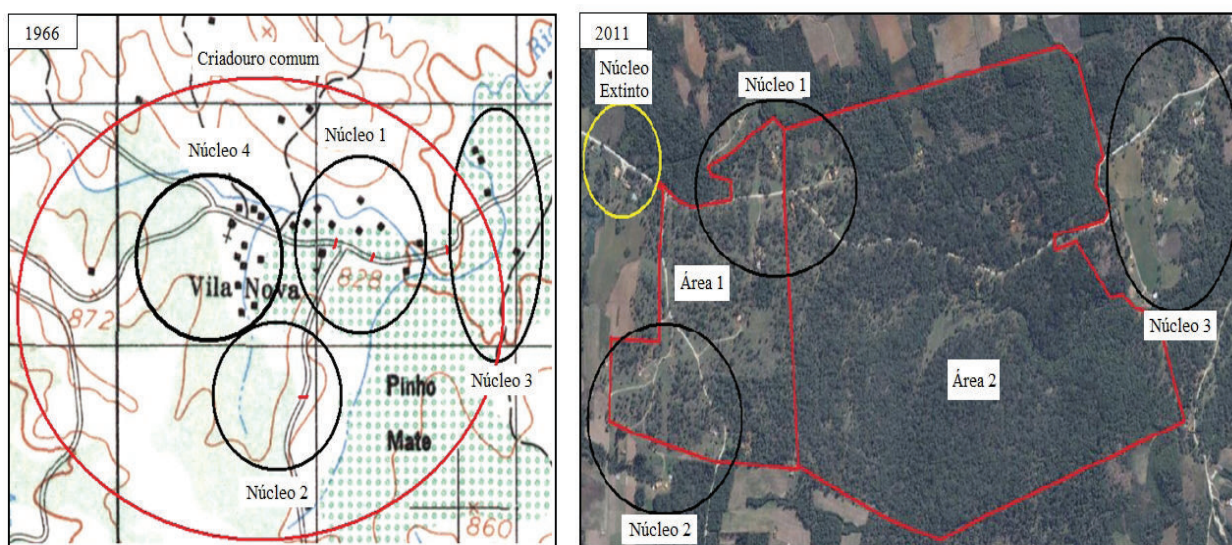 1966
Criadouro comum
Núcleo 4
Núcleo 1
Vila Nova
828
872
Pinho
Mate
Núcleo 3
Núcleo 2
860
2011
Núcleo
Extinto
Núcleo 1
Área 1
Núcleo 3
Área 2
Núcleo 2